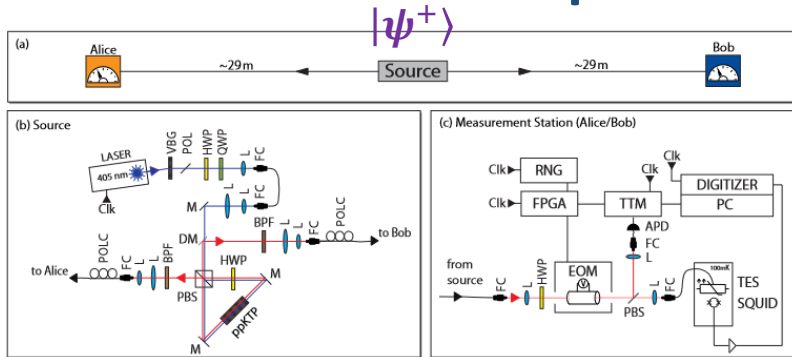 |ψ⁺⟩
(a)
Alice
Bob
~29m
Source
~29m
(b) Source
LASER
405 nm
Clk
VBG
POL
HWP
QWP
L
FC
L
L
FC
M
DM
BPF
L
L
FC
POLC
to Bob
to Alice
POLC
FC
L
L
BPF
HWP
M
PBS
ppKTP
M
(c) Measurement Station (Alice/Bob)
Clk
RNG
Clk
Clk
Clk
FPGA
TTM
DIGITIZER
PC
APD
FC
L
from
source
FC
L
HWP
EOM
V
PBS
L
FC
100mK
TES
SQUID